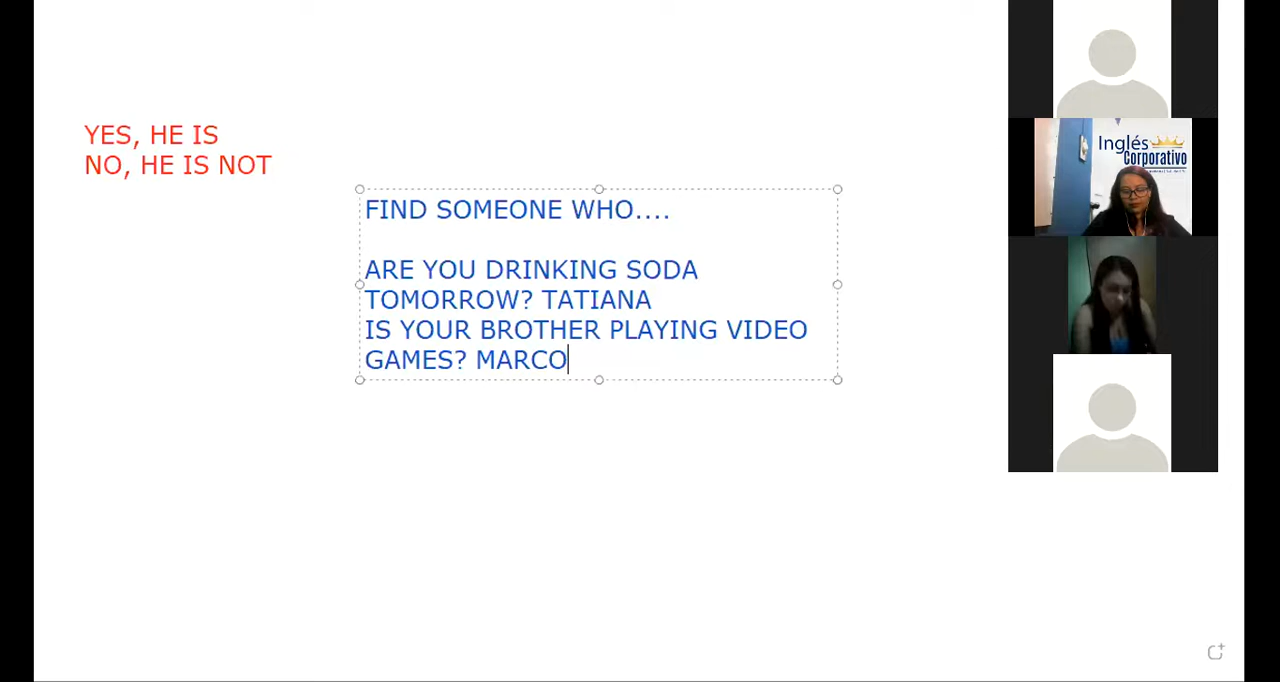 YES, HE IS
NO, HE IS NOT
FIND SOMEONE WHO....
ARE YOU DRINKING SODA
TOMORROW? TATIANA
IS YOUR BROTHER PLAYING VIDEO
GAMES? MARCO
Inglés
Corporativo